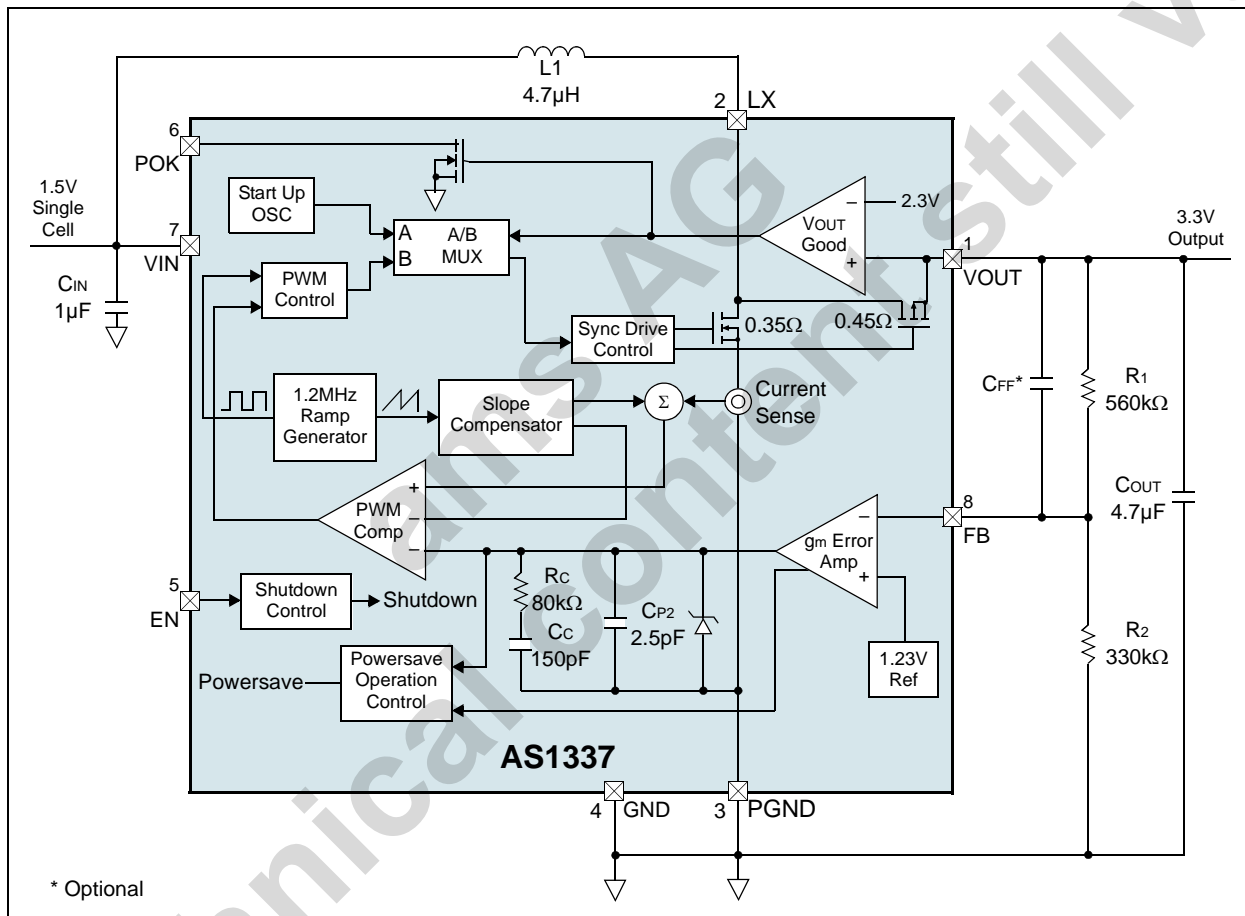 L1
4.7µH
2
LX
6
POK
1.5V
Single
Cell
Start Up
OSC
A
B
A/B
MUX
VOUT
Good
−
2.3V
+
3.3V
Output
1
VOUT
7
VIN
PWM
Control
CIN
1µF
Sync Drive
Control
0.35Ω
0.45Ω
1.2MHz
Ramp
Generator
Slope
Compensator
Σ
Current
Sense
CFF*
R1
560kΩ
COUT
4.7µF
PWM
Comp
+
−
−
gm Error
Amp
−
+
8
FB
5
EN
Shutdown
Control
Shutdown
RC
80kΩ
CC
150pF
CP2
2.5pF
1.23V
Ref
R2
330kΩ
Powersave
Powersave
Operation
Control
AS1337
4
GND
3
PGND
* Optional
ams AG
content still v